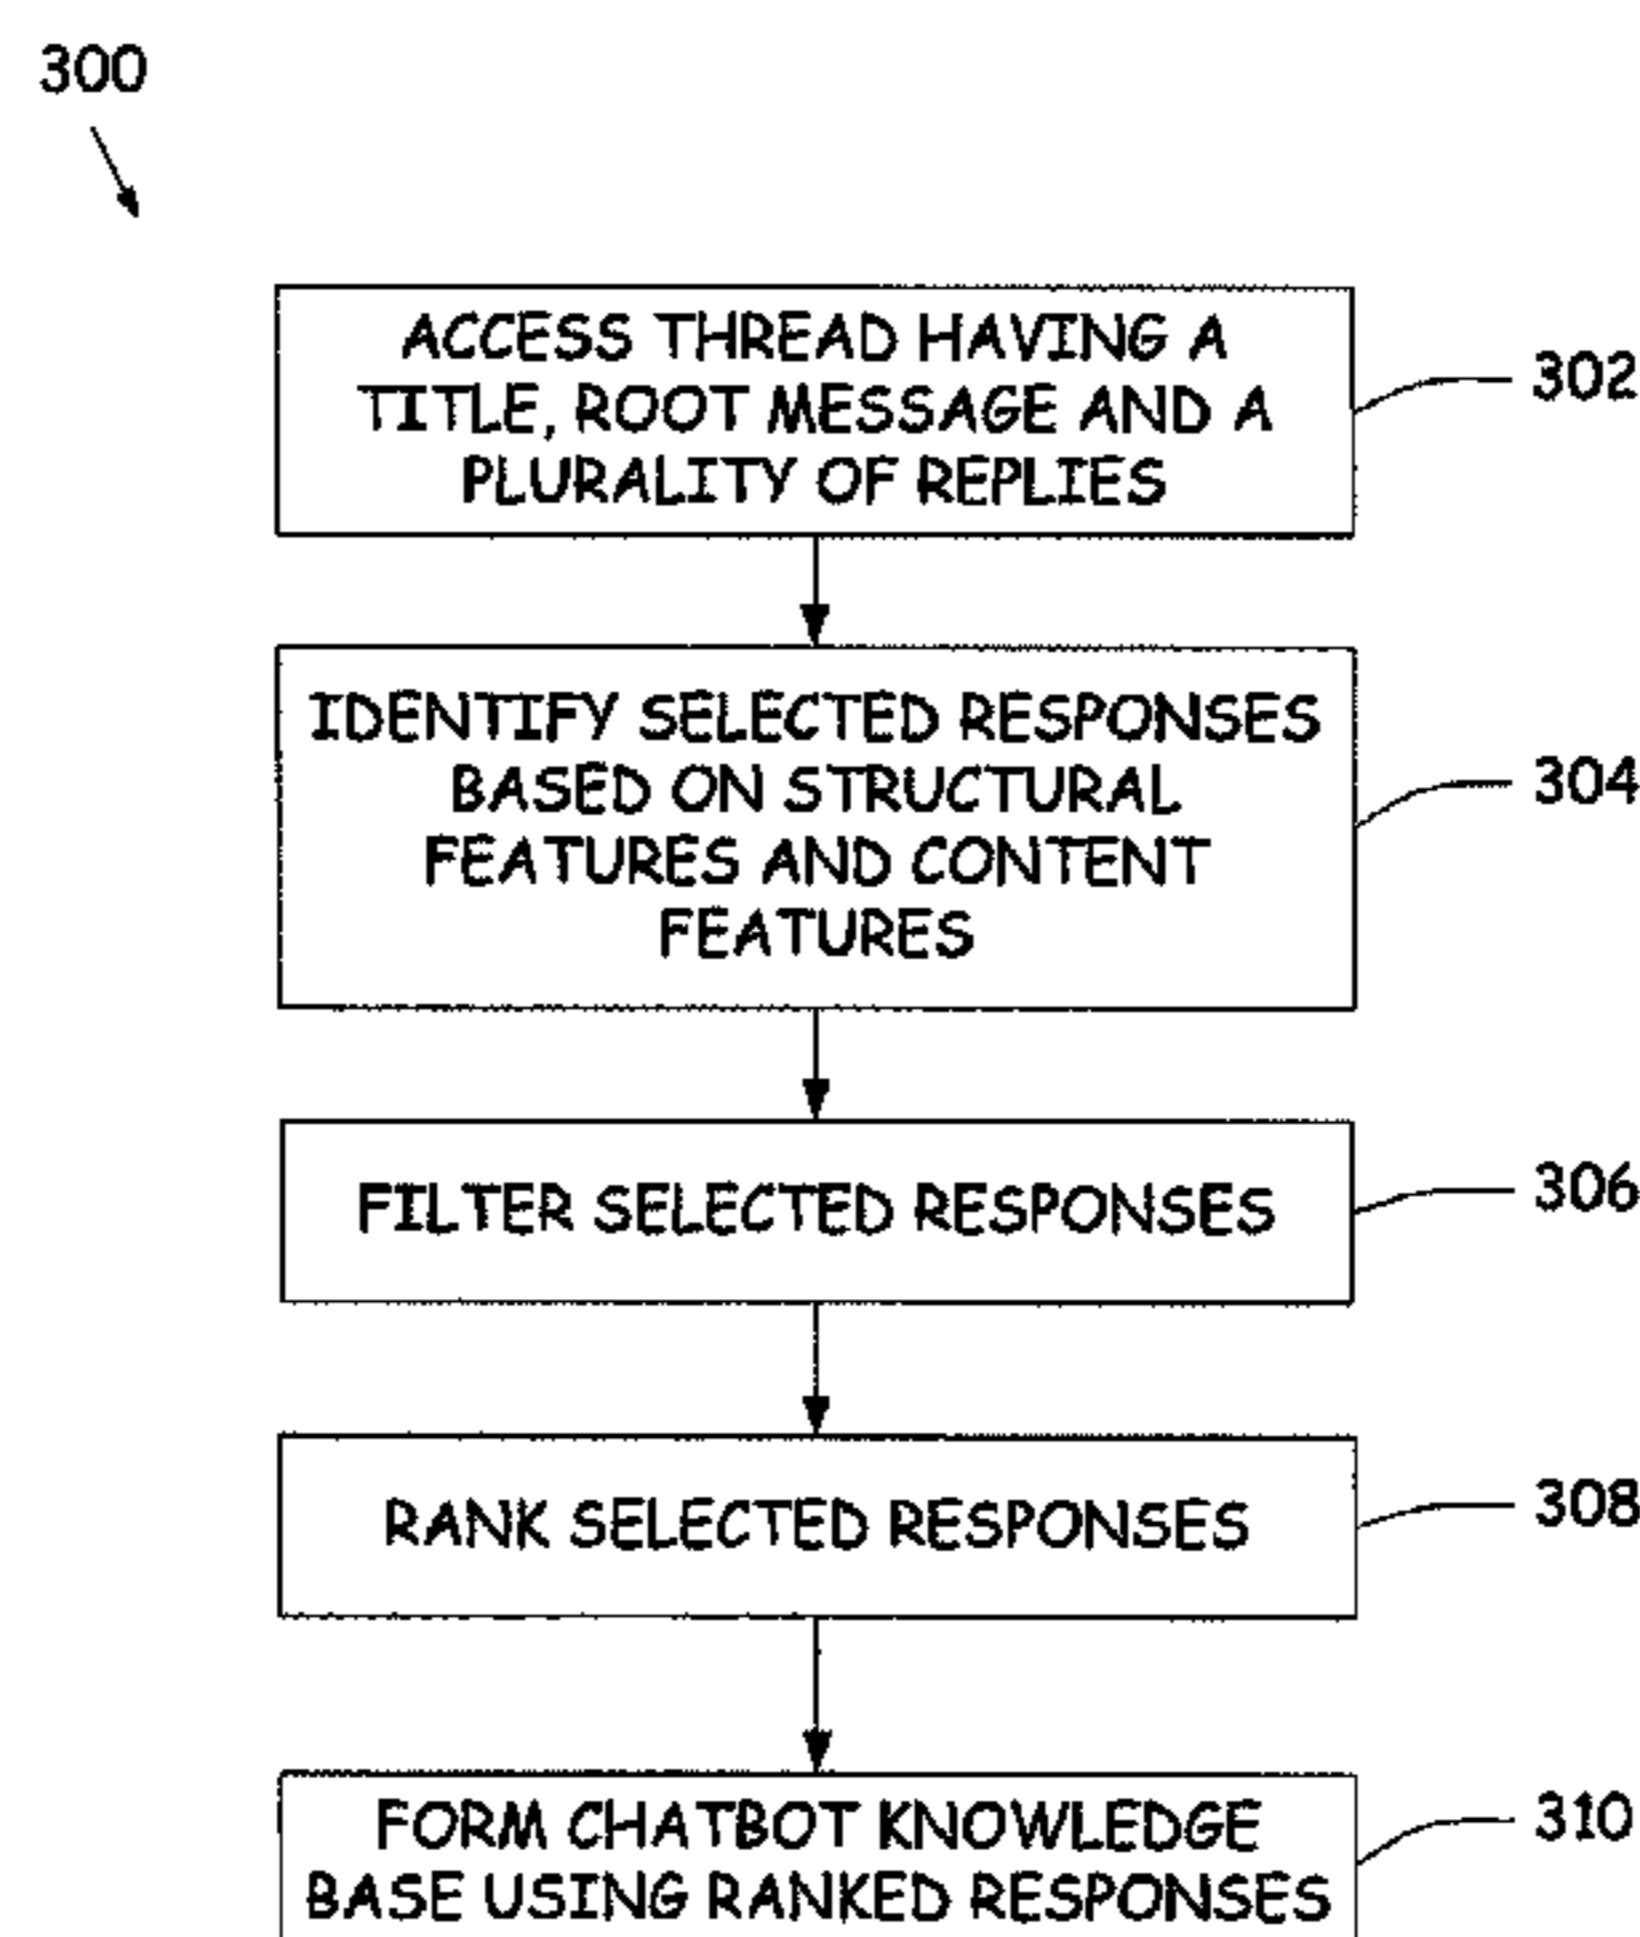 300
ACCESS THREAD HAVING A
TITLE, ROOT MESSAGE AND A
PLURALITY OF REPLIES
302
IDENTIFY SELECTED RESPONSES
BASED ON STRUCTURAL
FEATURES AND CONTENT
FEATURES
304
FILTER SELECTED RESPONSES
306
RANK SELECTED RESPONSES
308
FORM CHATBOT KNOWLEDGE
BASE USING RANKED RESPONSES
310